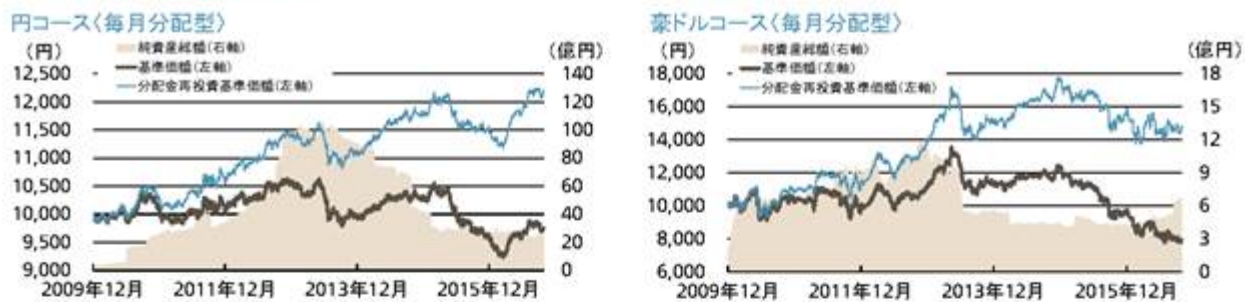 円コース〈毎月分配型〉
（円）
（億円）
純資産総額(右軸)
基準価額(左軸)
分配金再投資基準価額(左軸)
12,500
12,000
11,500
11,000
10,500
10,000
9,500
9,000
140
120
100
80
60
40
20
0
2009年12月
2011年12月
2013年12月
2015年12月
豪ドルコース〈毎月分配型〉
（円）
（億円）
純資産総額(右軸)
基準価額(左軸)
分配金再投資基準価額(左軸)
18,000
16,000
14,000
12,000
10,000
8,000
6,000
18
15
12
9
6
3
0
2009年12月
2011年12月
2013年12月
2015年12月